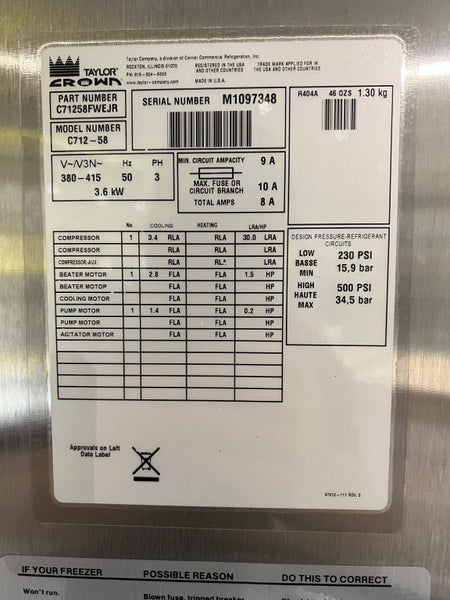 TAYLOR®
CROWN
Taylor Company, a Division of Carrier Commercial Refrigeration, Inc.
ROCKTON, ILLINOIS 61072
REGISTERED IN THE USA AND OTHER COUNTRIES
TRADE MARK APPLIED FOR IN THE USA AND OTHER COUNTRIES
www.taylor-company.com
MADE IN U.S.A.
PART NUMBER
C71258FWEJR
SERIAL NUMBER M1097348
R404A 46 OZS 1.30 kg
MODEL NUMBER
C712-58
V~/V3N~ Hz PH
380-415 50 3
3.6 kW
MIN. CIRCUIT AMPACITY 9 A
MAX. FUSE OR CIRCUIT BRANCH 10 A
TOTAL AMPS 8 A
No. COOLING HEATING LRA/HP
COMPRESSOR 1 3.4 RLA RLA 30.0 LRA
COMPRESSOR RLA RLA LRA
COMPRESSOR-AUX. RLA RLA LRA
BEATER MOTOR 1 2.8 FLA FLA 1.5 HP
BEATER MOTOR FLA FLA HP
COOLING MOTOR FLA FLA HP
PUMP MOTOR 1 1.4 FLA FLA 0.2 HP
PUMP MOTOR FLA FLA HP
AGITATOR MOTOR FLA FLA HP
DESIGN PRESSURE-REFRIGERANT
CIRCUITS
LOW
BASSE
MIN
230 PSI
15,9 bar
HIGH
HAUTE
MAX
500 PSI
34,5 bar
Approvals on Left
Data Label
47612-111 REV. 5
IF YOUR FREEZER POSSIBLE REASON DO THIS TO CORRECT
Won't run. Blown fuse, tripped breaker